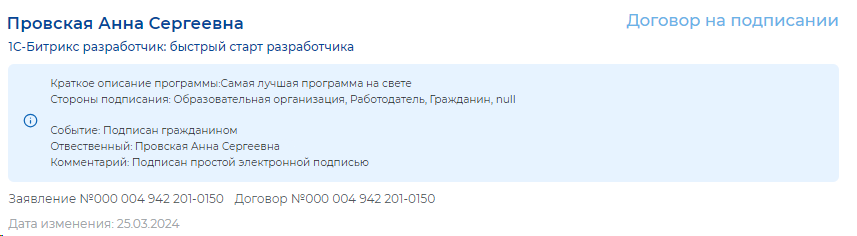 Провская Анна Сергеевна
Договор на подписании
1С-Битрикс разработчик: быстрый старт разработчика
Краткое описание программы:Самая лучшая программа на свете
Стороны подписания: Образовательная организация, Работодатель, Гражданин, null
Событие: Подписан гражданином
Отвественный: Провская Анна Сергеевна
Комментарий: Подписан простой электронной подписью
Заявление №000 004 942 201-0150 Договор №000 004 942 201-0150
Дата изменения: 25.03.2024